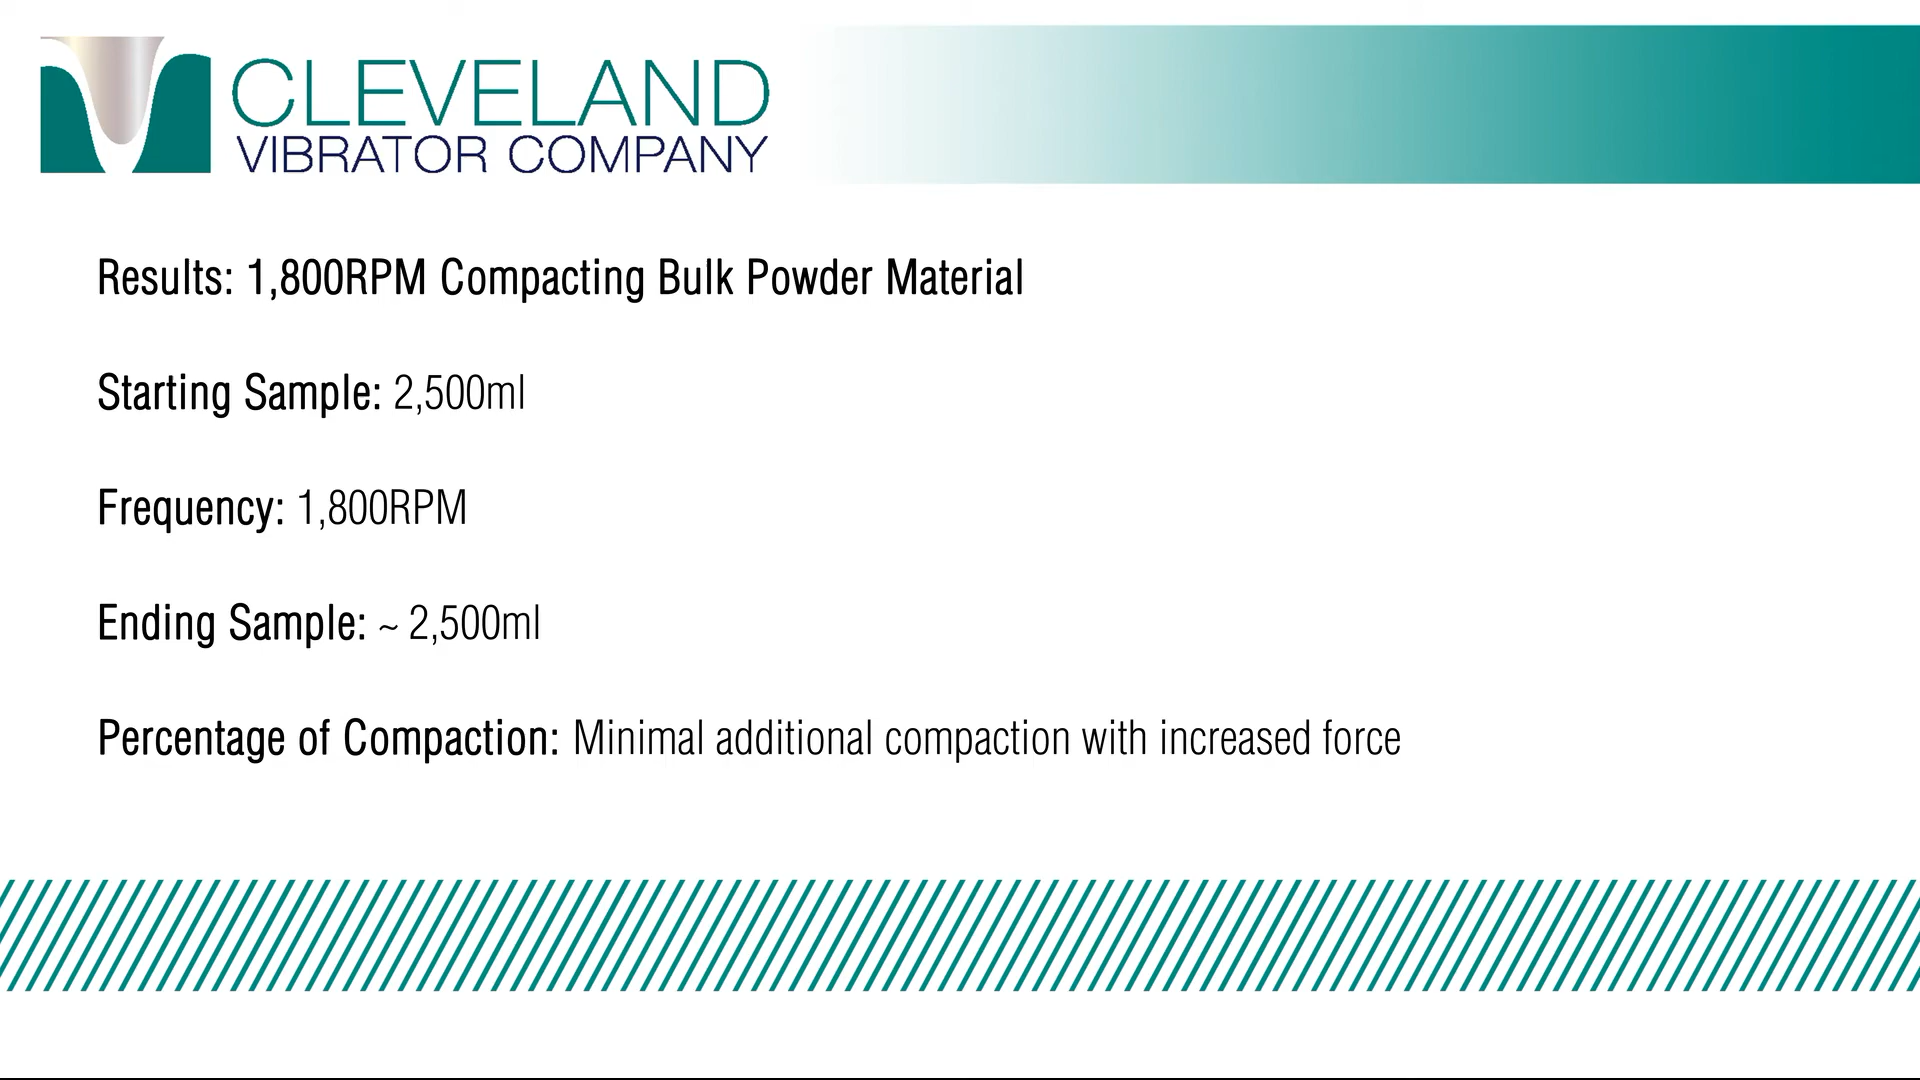 CLEVELAND
VIBRATOR COMPANY
Results: 1,800RPM Compacting Bulk Powder Material
Starting Sample: 2,500ml
Frequency: 1,800RPM
Ending Sample: ~ 2,500ml
Percentage of Compaction: Minimal additional compaction with increased force